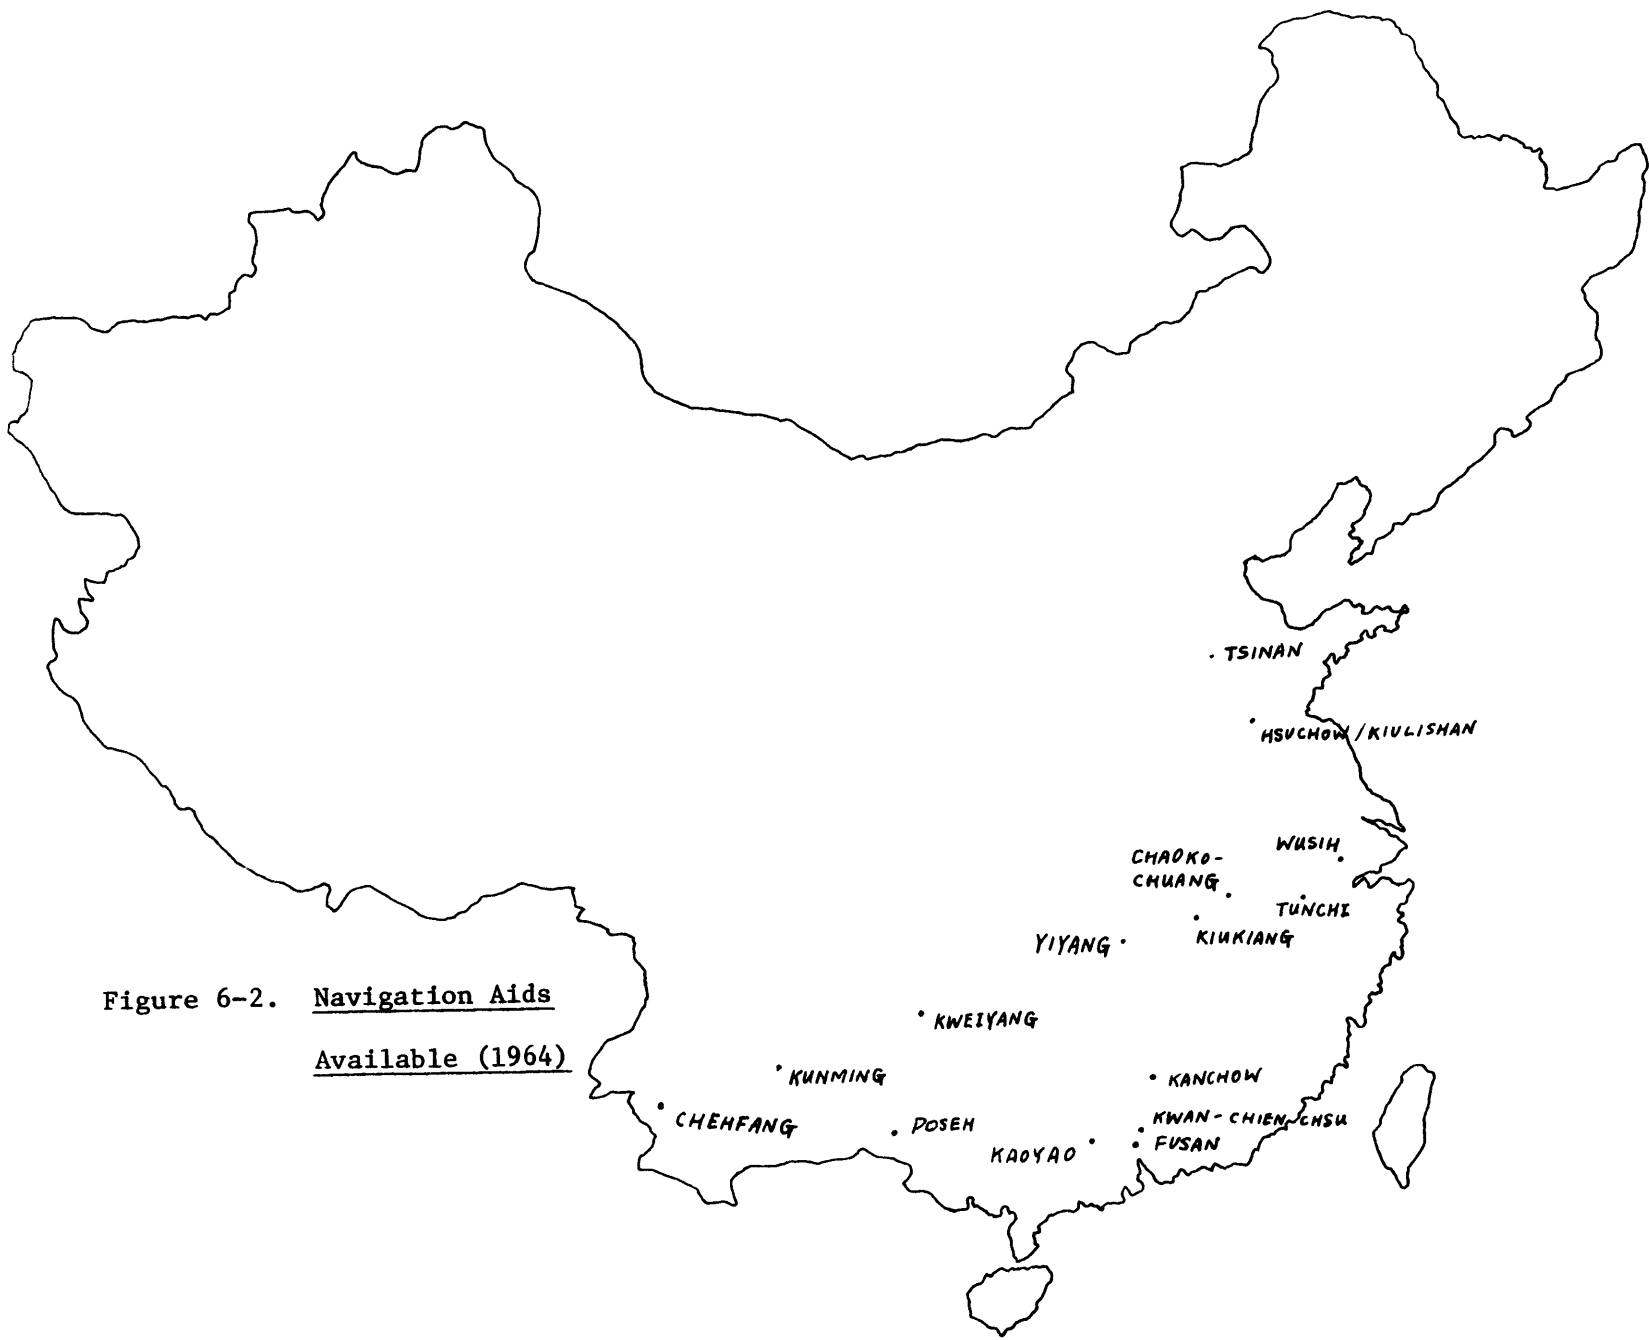 TSINAN
HSUCHOW/KIULISHAN
WUSIH
CHAOKO-
CHUANG
TUNCHI
KIUKIANG
YIYANG
Figure 6-2. Navigation Aids
Available (1964)
KWEIYANG
KUNMING
KANCHOW
CHEHFANG
POSEH
KWAN-CHIEN-CHSU
FUSAN
KAOYAO